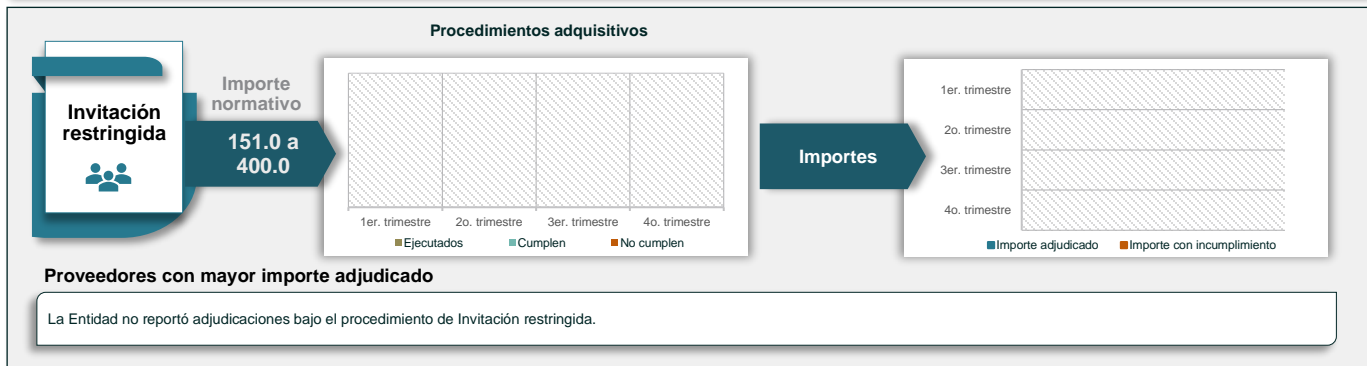 Procedimientos adquisitivos
Invitación
restringida
Importe
normativo
151.0 a
400.0
1er. trimestre
2o. trimestre
3er. trimestre
4o. trimestre
Ejecutados
Cumplen
No cumplen
Importes
1er. trimestre
2o. trimestre
3er. trimestre
4o. trimestre
Importe adjudicado
Importe con incumplimiento
Proveedores con mayor importe adjudicado
La Entidad no reportó adjudicaciones bajo el procedimiento de Invitación restringida.